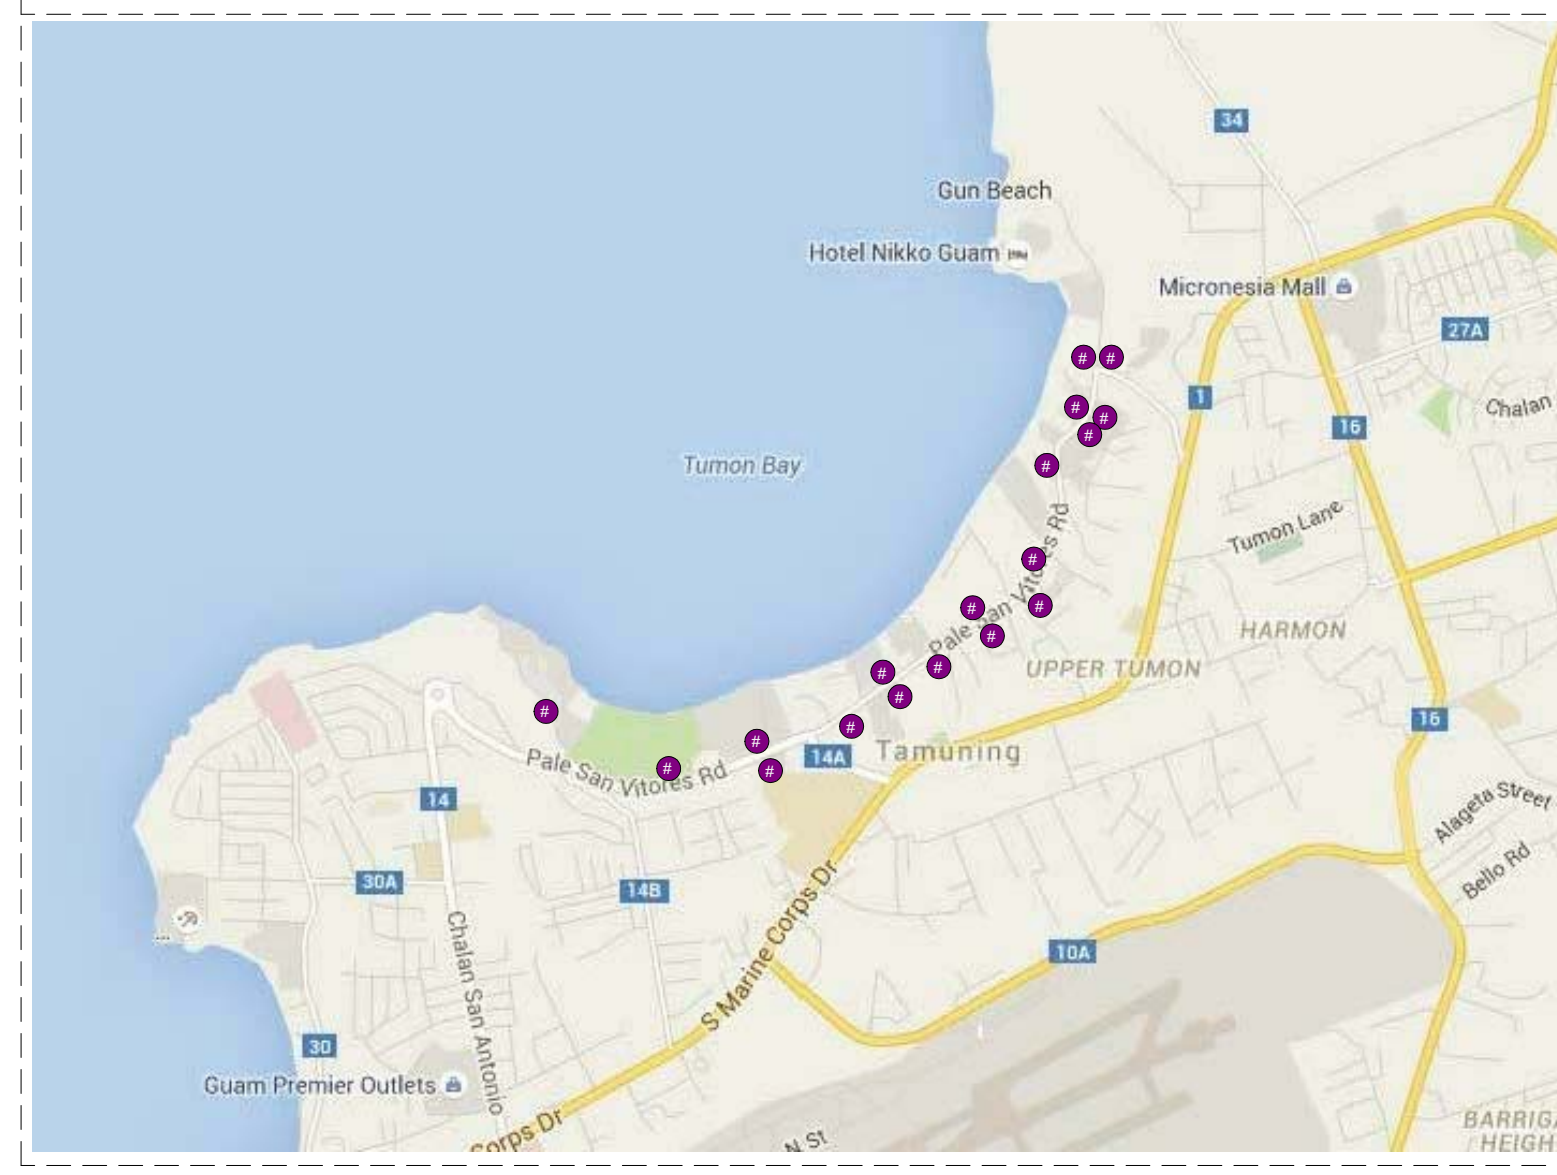 34
Gun Beach
Hotel Nikko Guam
Micronesia Mall
27A
#
#
1
Chalan
#
#
16
#
Tumon Bay
#
Tumon Lane
Pale San Vitores Rd
#
#
#
#
HARMON
UPPER TUMON
#
#
#
#
16
#
#
14A
Tamuning
#
#
Pale San Vitores Rd
14
Alageta Street
Bello Rd
30A
14B
Chalan San Antonio
S Marine Corps Dr
10A
30
Guam Premier Outlets
Corps Dr
N St
BARRIGA
HEIGH